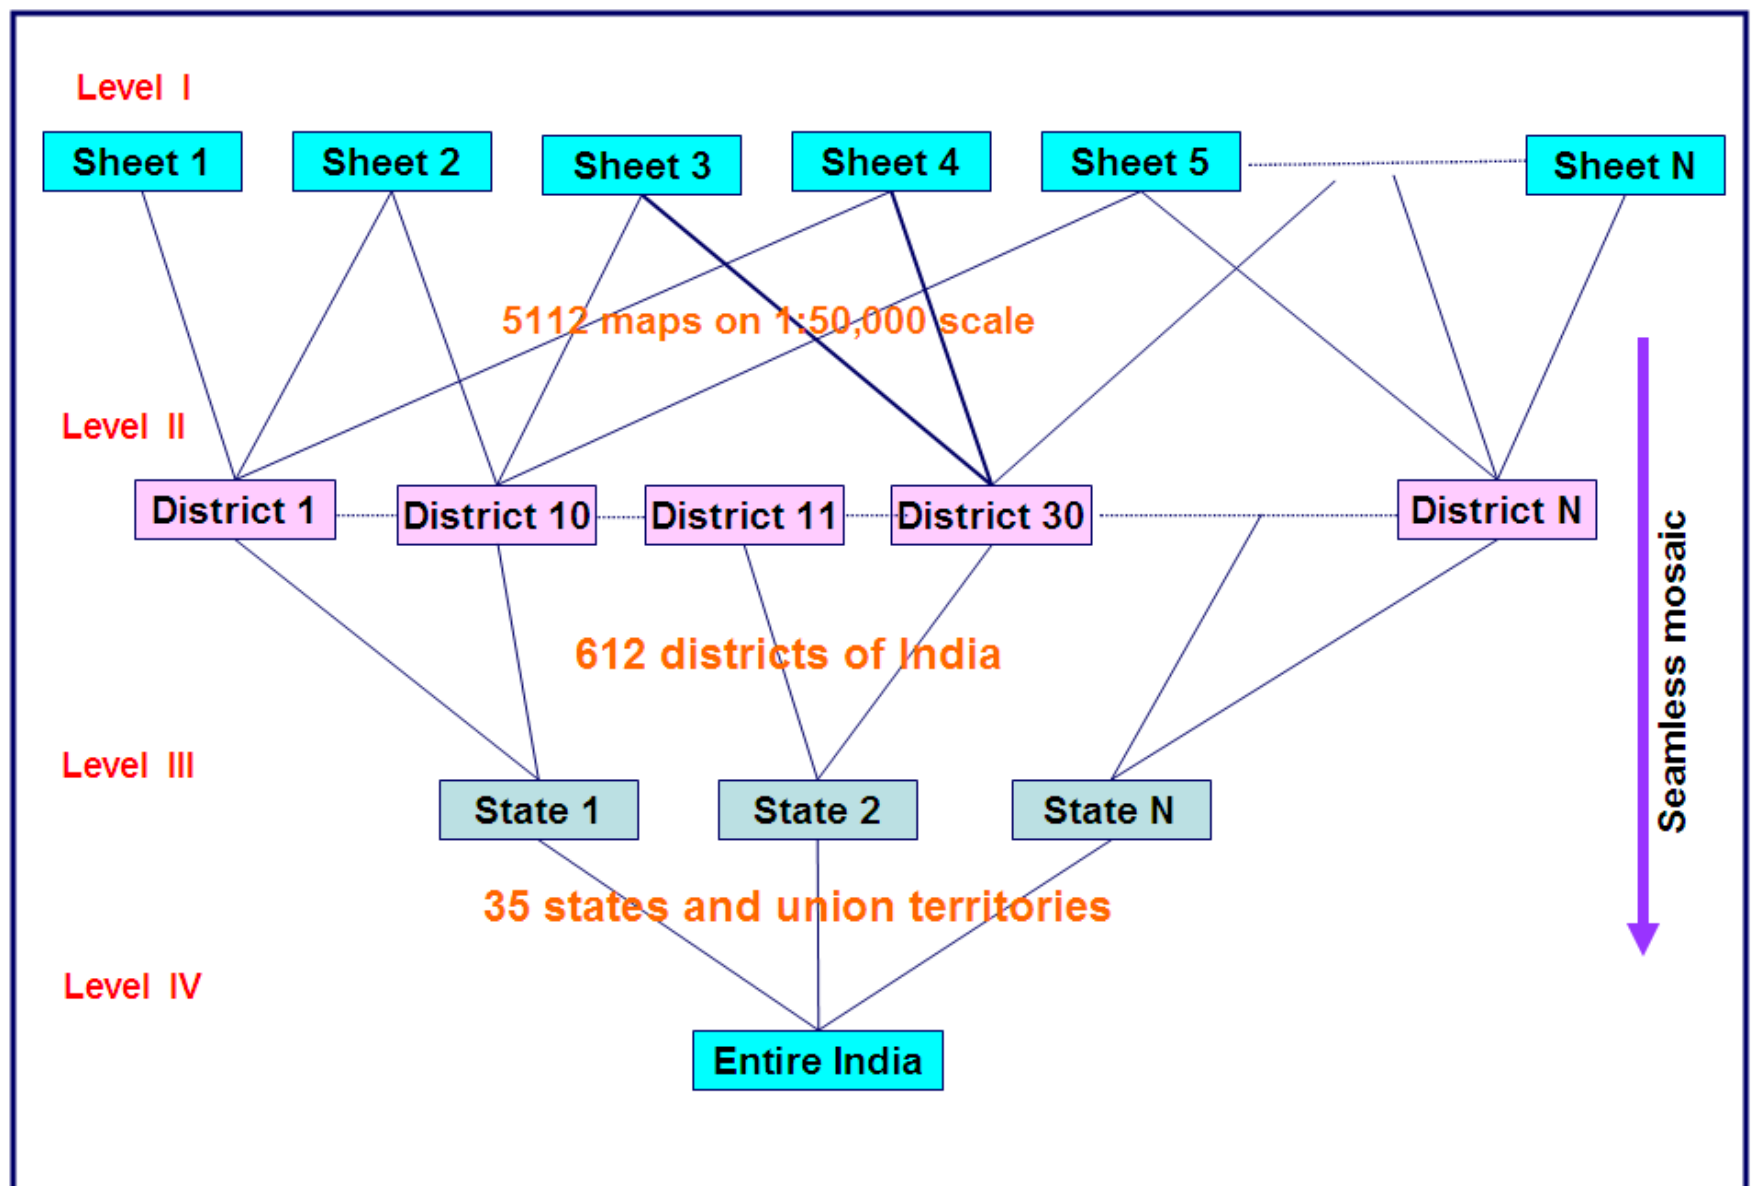 Level I
Sheet 1
Sheet 2
Sheet 3
Sheet 4
Sheet 5
Sheet N
5112 maps on 1:50,000 scale
Level II
District 1
District 10
District 11
District 30
District N
612 districts of India
Seamless mosaic
Level III
State 1
State 2
State N
35 states and union territories
Level IV
Entire India